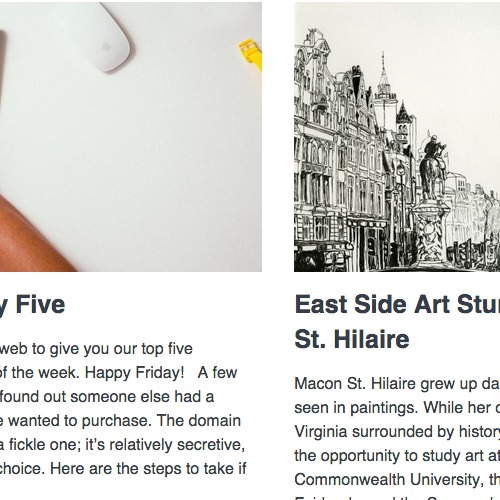 y Five
web to give you our top five
of the week. Happy Friday! A few
found out someone else had a
wanted to purchase. The domain
a fickle one; it’s relatively secretive,
choice. Here are the steps to take if
East Side Art Stu
St. Hilaire
Macon St. Hilaire grew up da
seen in paintings. While her
Virginia surrounded by history
the opportunity to study art at
Commonwealth University, th